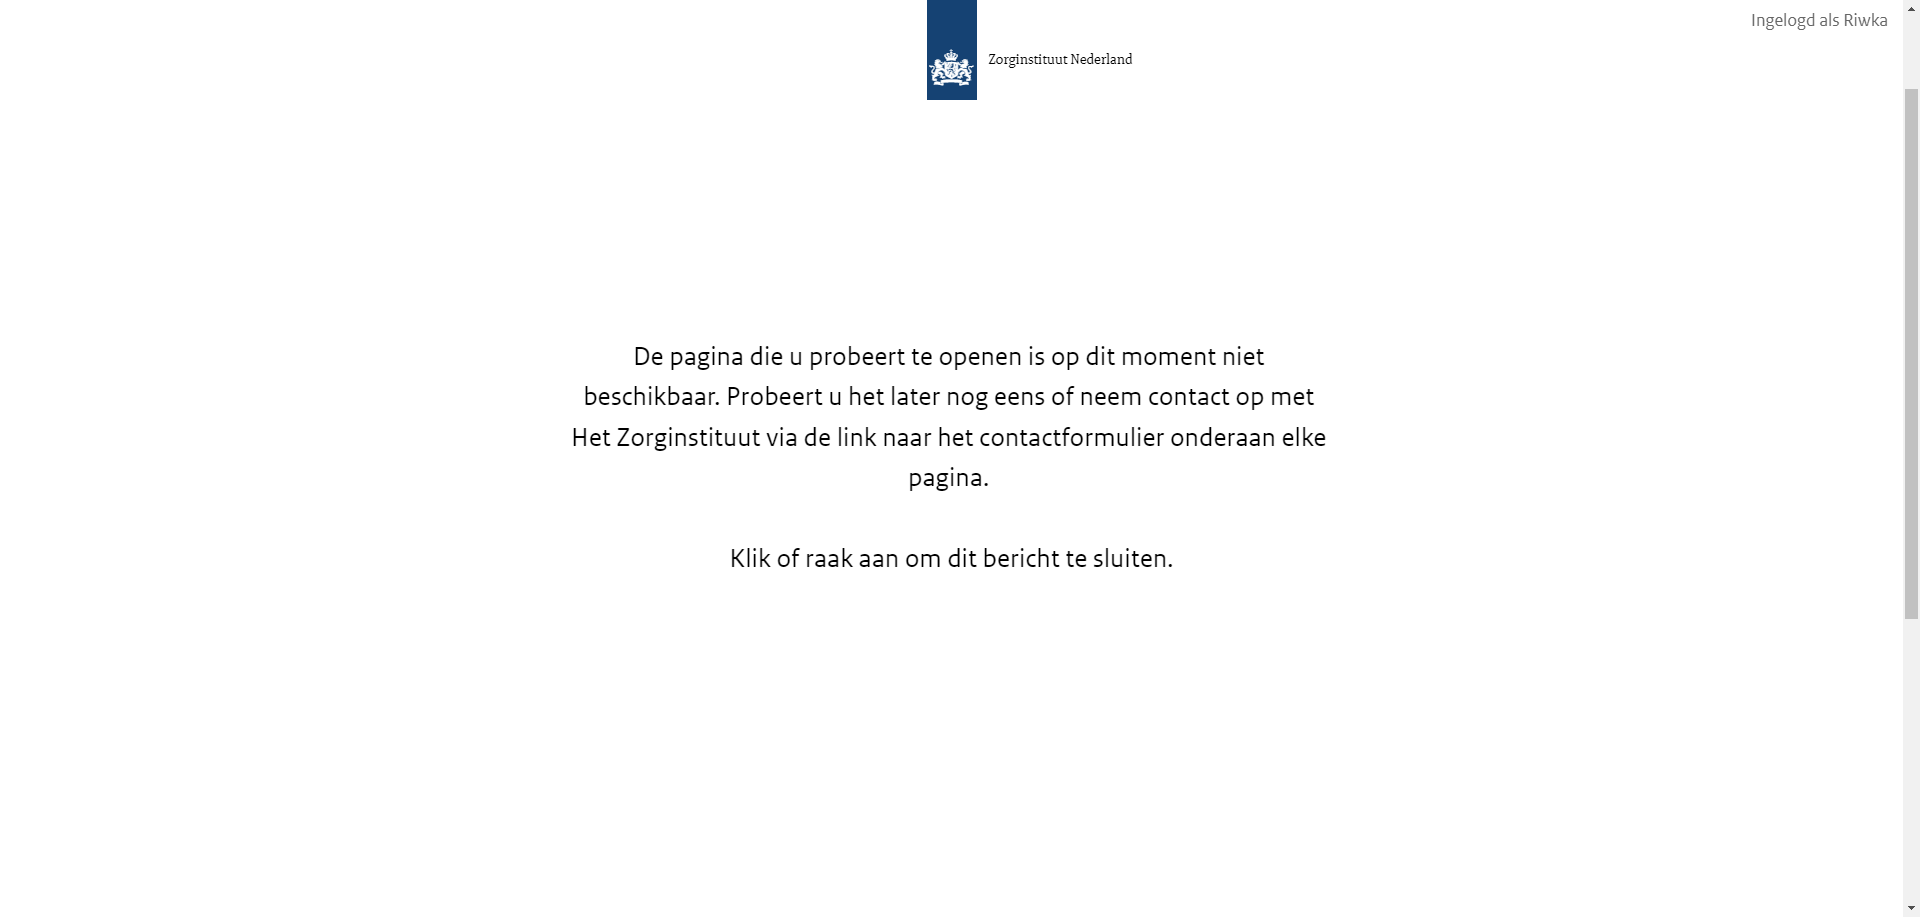 Ingelogd als Riwka
Zorginstituut Nederland
De pagina die u probeert te openen is op dit moment niet
beschikbaar. Probeert u het later nog eens of neem contact op met
Het Zorginstituut via de link naar het contactformulier onderaan elke
pagina.
Klik of raak aan om dit bericht te sluiten.